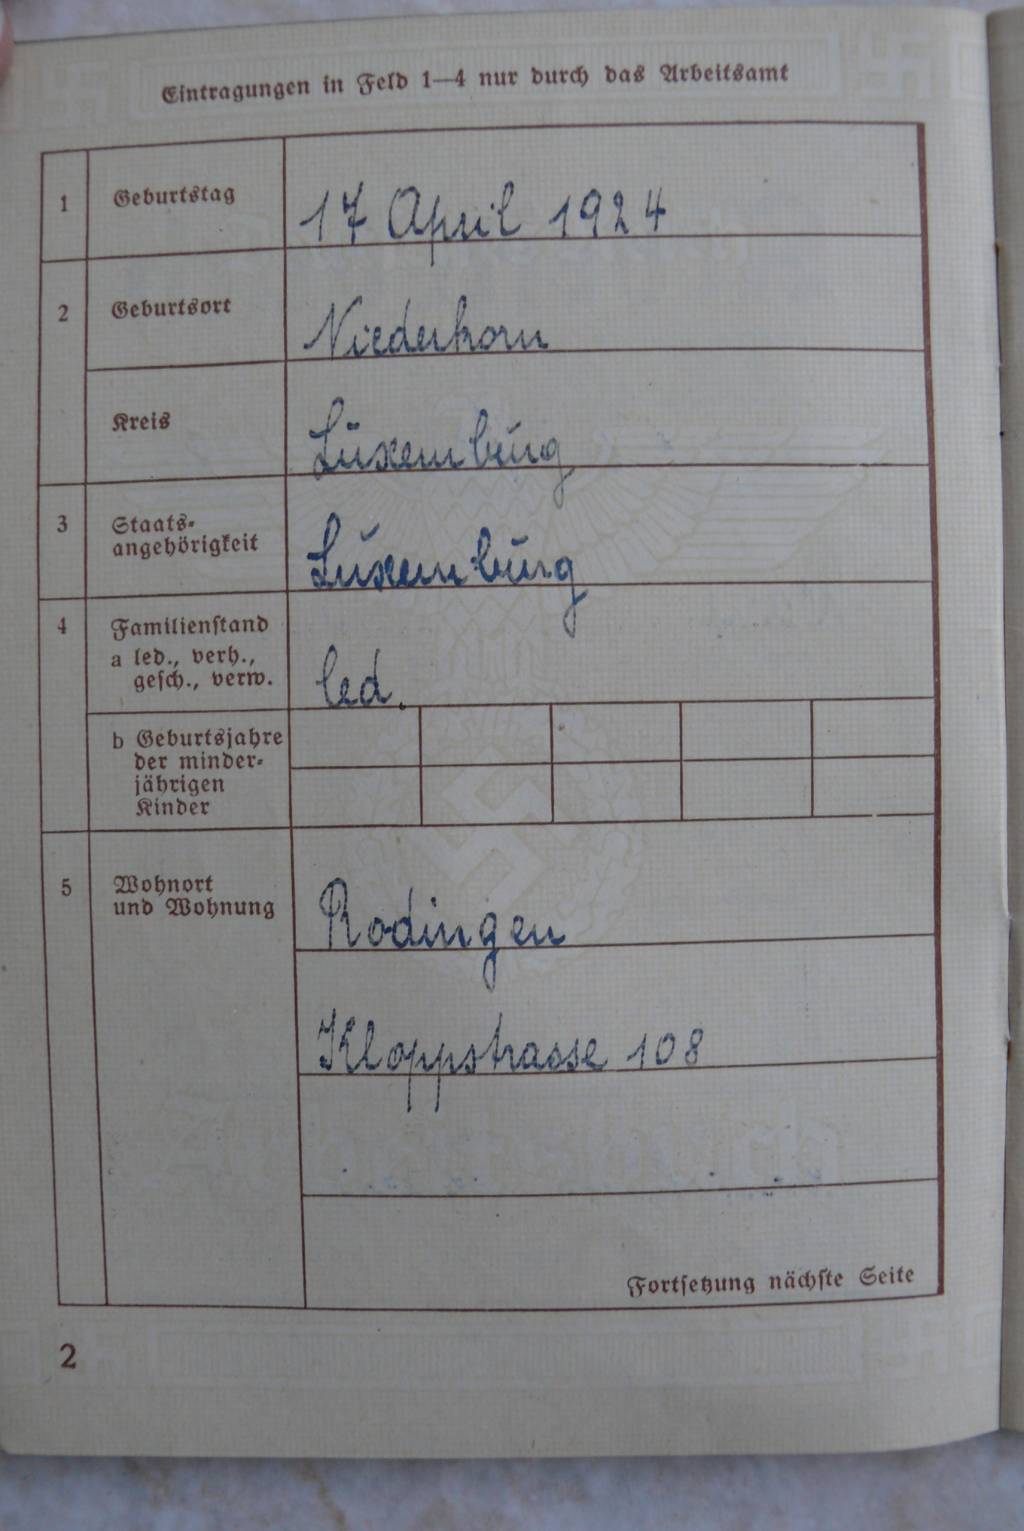 Eintragungen in Feld 1—4 nur durch das Arbeitsamt
1 Geburtstag 17 April 1924
2 Geburtsort Niederkorn
Kreis Luxemburg
3 Staats-
angehörigkeit Luxemburg
4 Familienstand
a led., verh.,
gesch., verw. led.
b Geburtsjahre
der minder-
jährigen
Kinder
5 Wohnort
und Wohnung Rodingen
Kloppstrasse 108
Fortsetzung nächste Seite
2